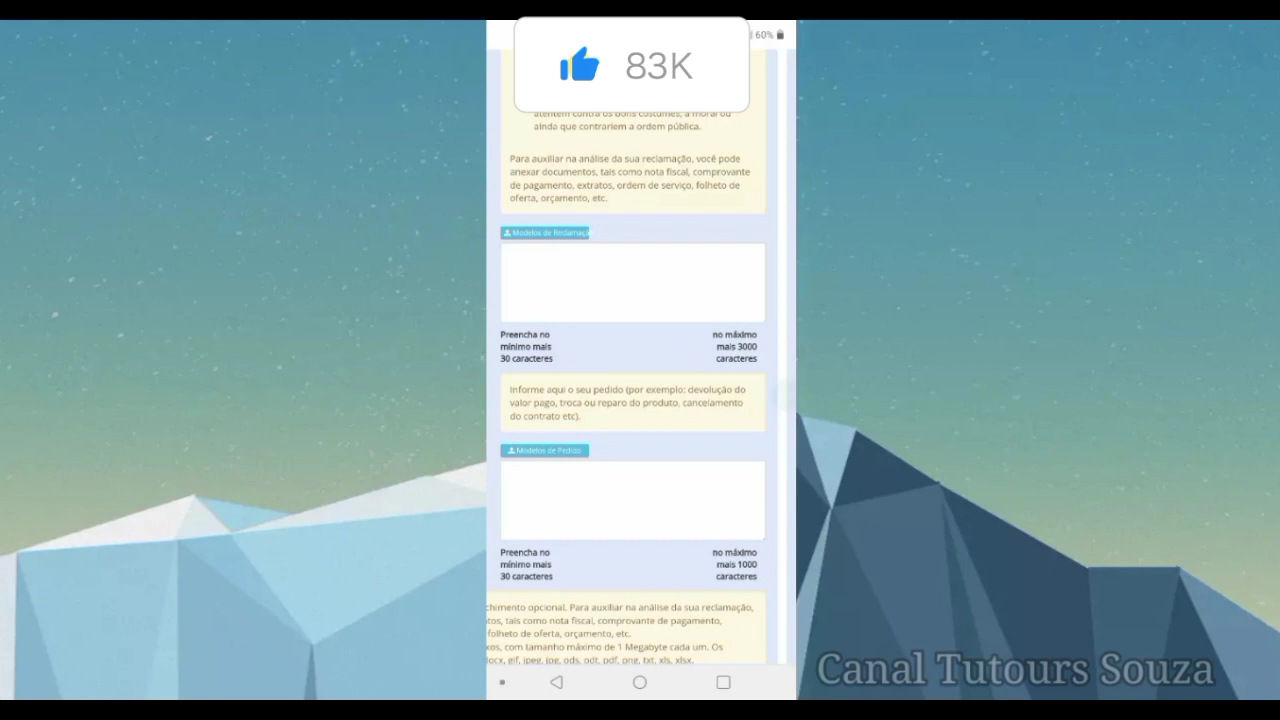 60%
83K
atentem contra os bons costumes, a moral ou
ainda que contrariem a ordem pública.
Para auxiliar na análise da sua reclamação, você pode
anexar documentos, tais como nota fiscal, comprovante
de pagamento, extratos, ordem de serviço, folheto de
oferta, orçamento, etc.
Modelos de Reclamaçã
Preencha no
mínimo mais
30 caracteres
no máximo
mais 3000
caracteres
Informe aqui o seu pedido (por exemplo: devolução do
valor pago, troca ou reparo do produto, cancelamento
do contrato etc).
Modelos de Pedido
Preencha no
mínimo mais
30 caracteres
no máximo
mais 1000
caracteres
chimento opcional. Para auxiliar na análise da sua reclamação,
tos, tais como nota fiscal, comprovante de pagamento,
folheto de oferta, orçamento, etc.
xos, com tamanho máximo de 1 Megabyte cada um. Os
locx, gif, jpeg, jpg, ods, odt, pdf, png, txt, xls, xlsx.
Canal Tutours Souza